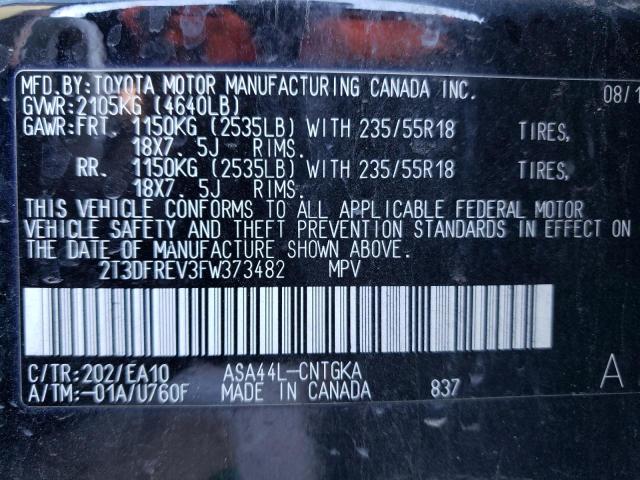 MFD.BY:TOYOTA MOTOR MANUFACTURING CANADA INC. 08/1
GVWR:2105KG (4640LB)
GAWR:FRT. 1150KG (2535LB) WITH 235/55R18 TIRES,
18X7. 5J RIMS.
RR. 1150KG (2535LB) WITH 235/55R18 TIRES,
18X7. 5J RIMS.
THIS VEHICLE CONFORMS TO ALL APPLICABLE FEDERAL MOTOR
VEHICLE SAFETY AND THEFT PREVENTION STANDARDS IN EFFECT ON
THE DATE OF MANUFACTURE SHOWN ABOVE.
2T3DFREV3FW373482 MPV
C/TR:202/EA10 ASA44L-CNTGKA A
A/TM:-01A/U760F MADE IN CANADA 837